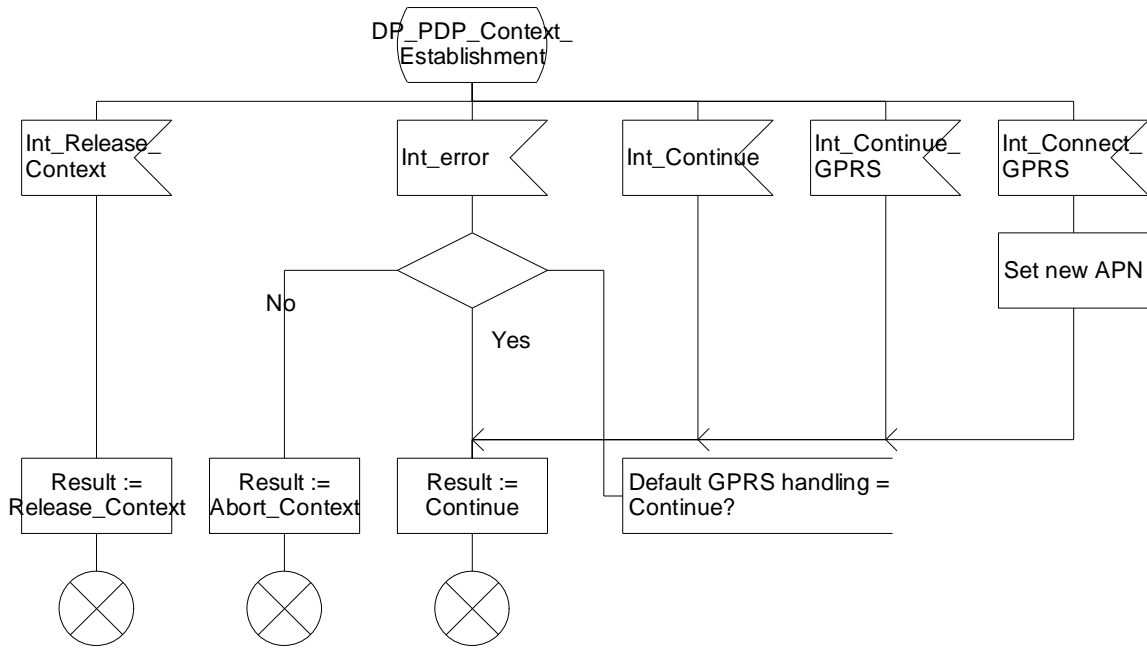 DP_PDP_Context_
Establishment
Int_Release_
Context
Int_error
Int_Continue
Int_Continue_
GPRS
Int_Connect_
GPRS
Set new APN
No
Yes
Result :=
Release_Context
Result :=
Abort_Context
Result :=
Continue
Default GPRS handling =
Continue?